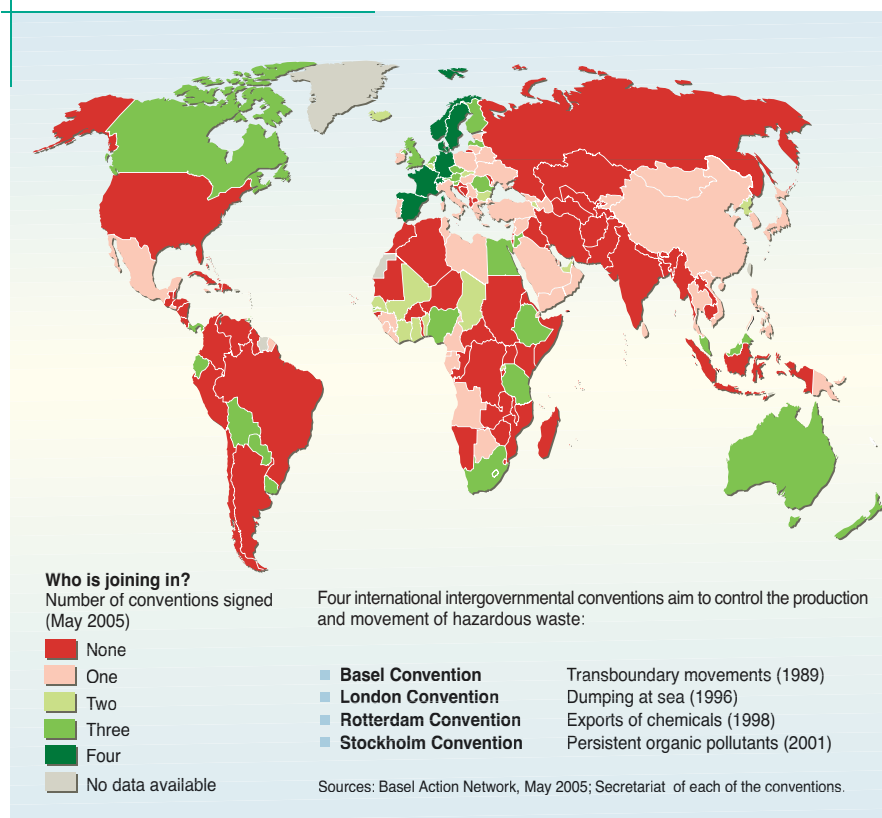 Who is joining in?
Number of conventions signed
(May 2005)
None
One
Two
Three
Four
No data available
Four international intergovernmental conventions aim to control the production
and movement of hazardous waste:
Basel Convention Transboundary movements (1989)
London Convention Dumping at sea (1996)
Rotterdam Convention Exports of chemicals (1998)
Stockholm Convention Persistent organic pollutants (2001)
Sources: Basel Action Network, May 2005; Secretariat of each of the conventions.